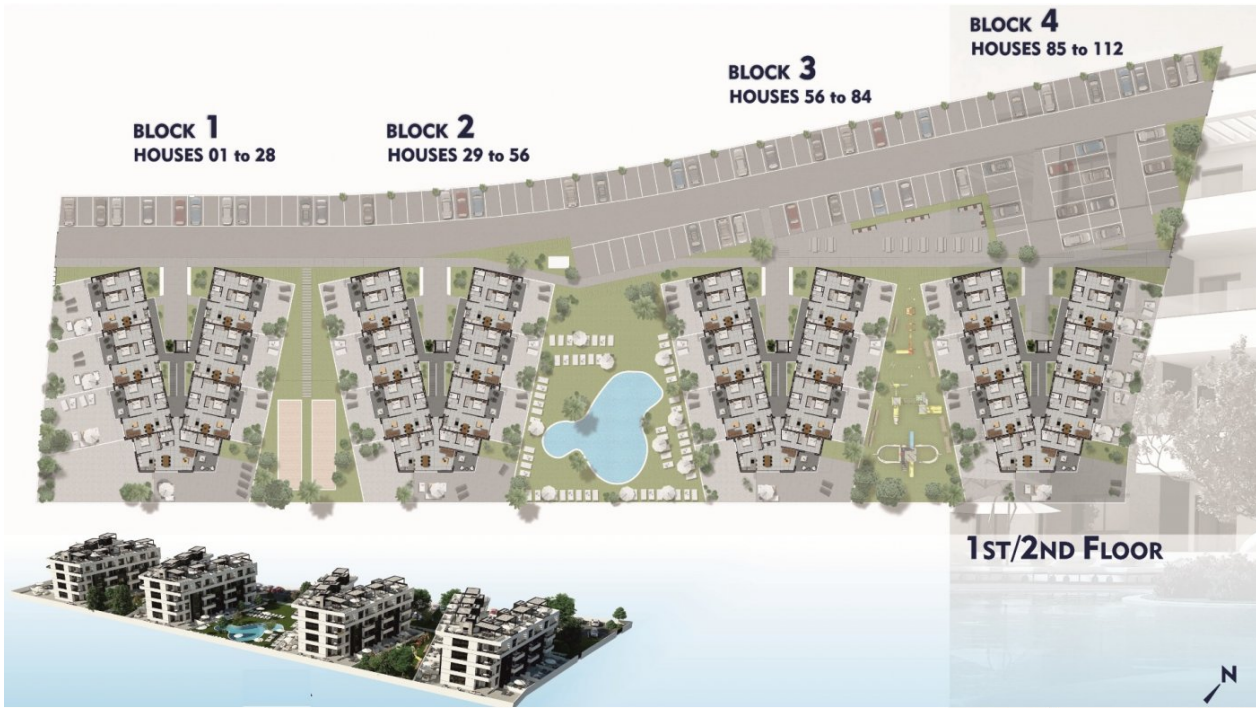 BLOCK 1
HOUSES 01 to 28
BLOCK 2
HOUSES 29 to 56
BLOCK 3
HOUSES 56 to 84
BLOCK 4
HOUSES 85 to 112
1ST/2ND FLOOR
N